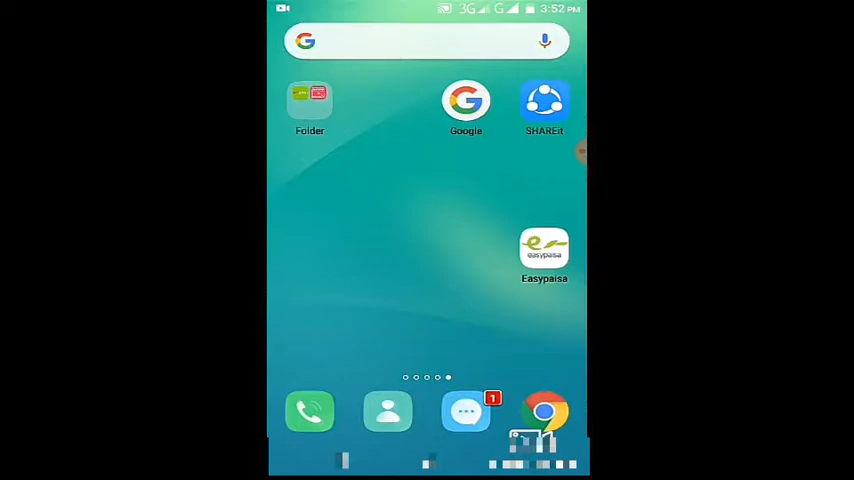 3G G 3:52 PM
Folder
Google
SHAREit
easypaisa
Easypaisa
1